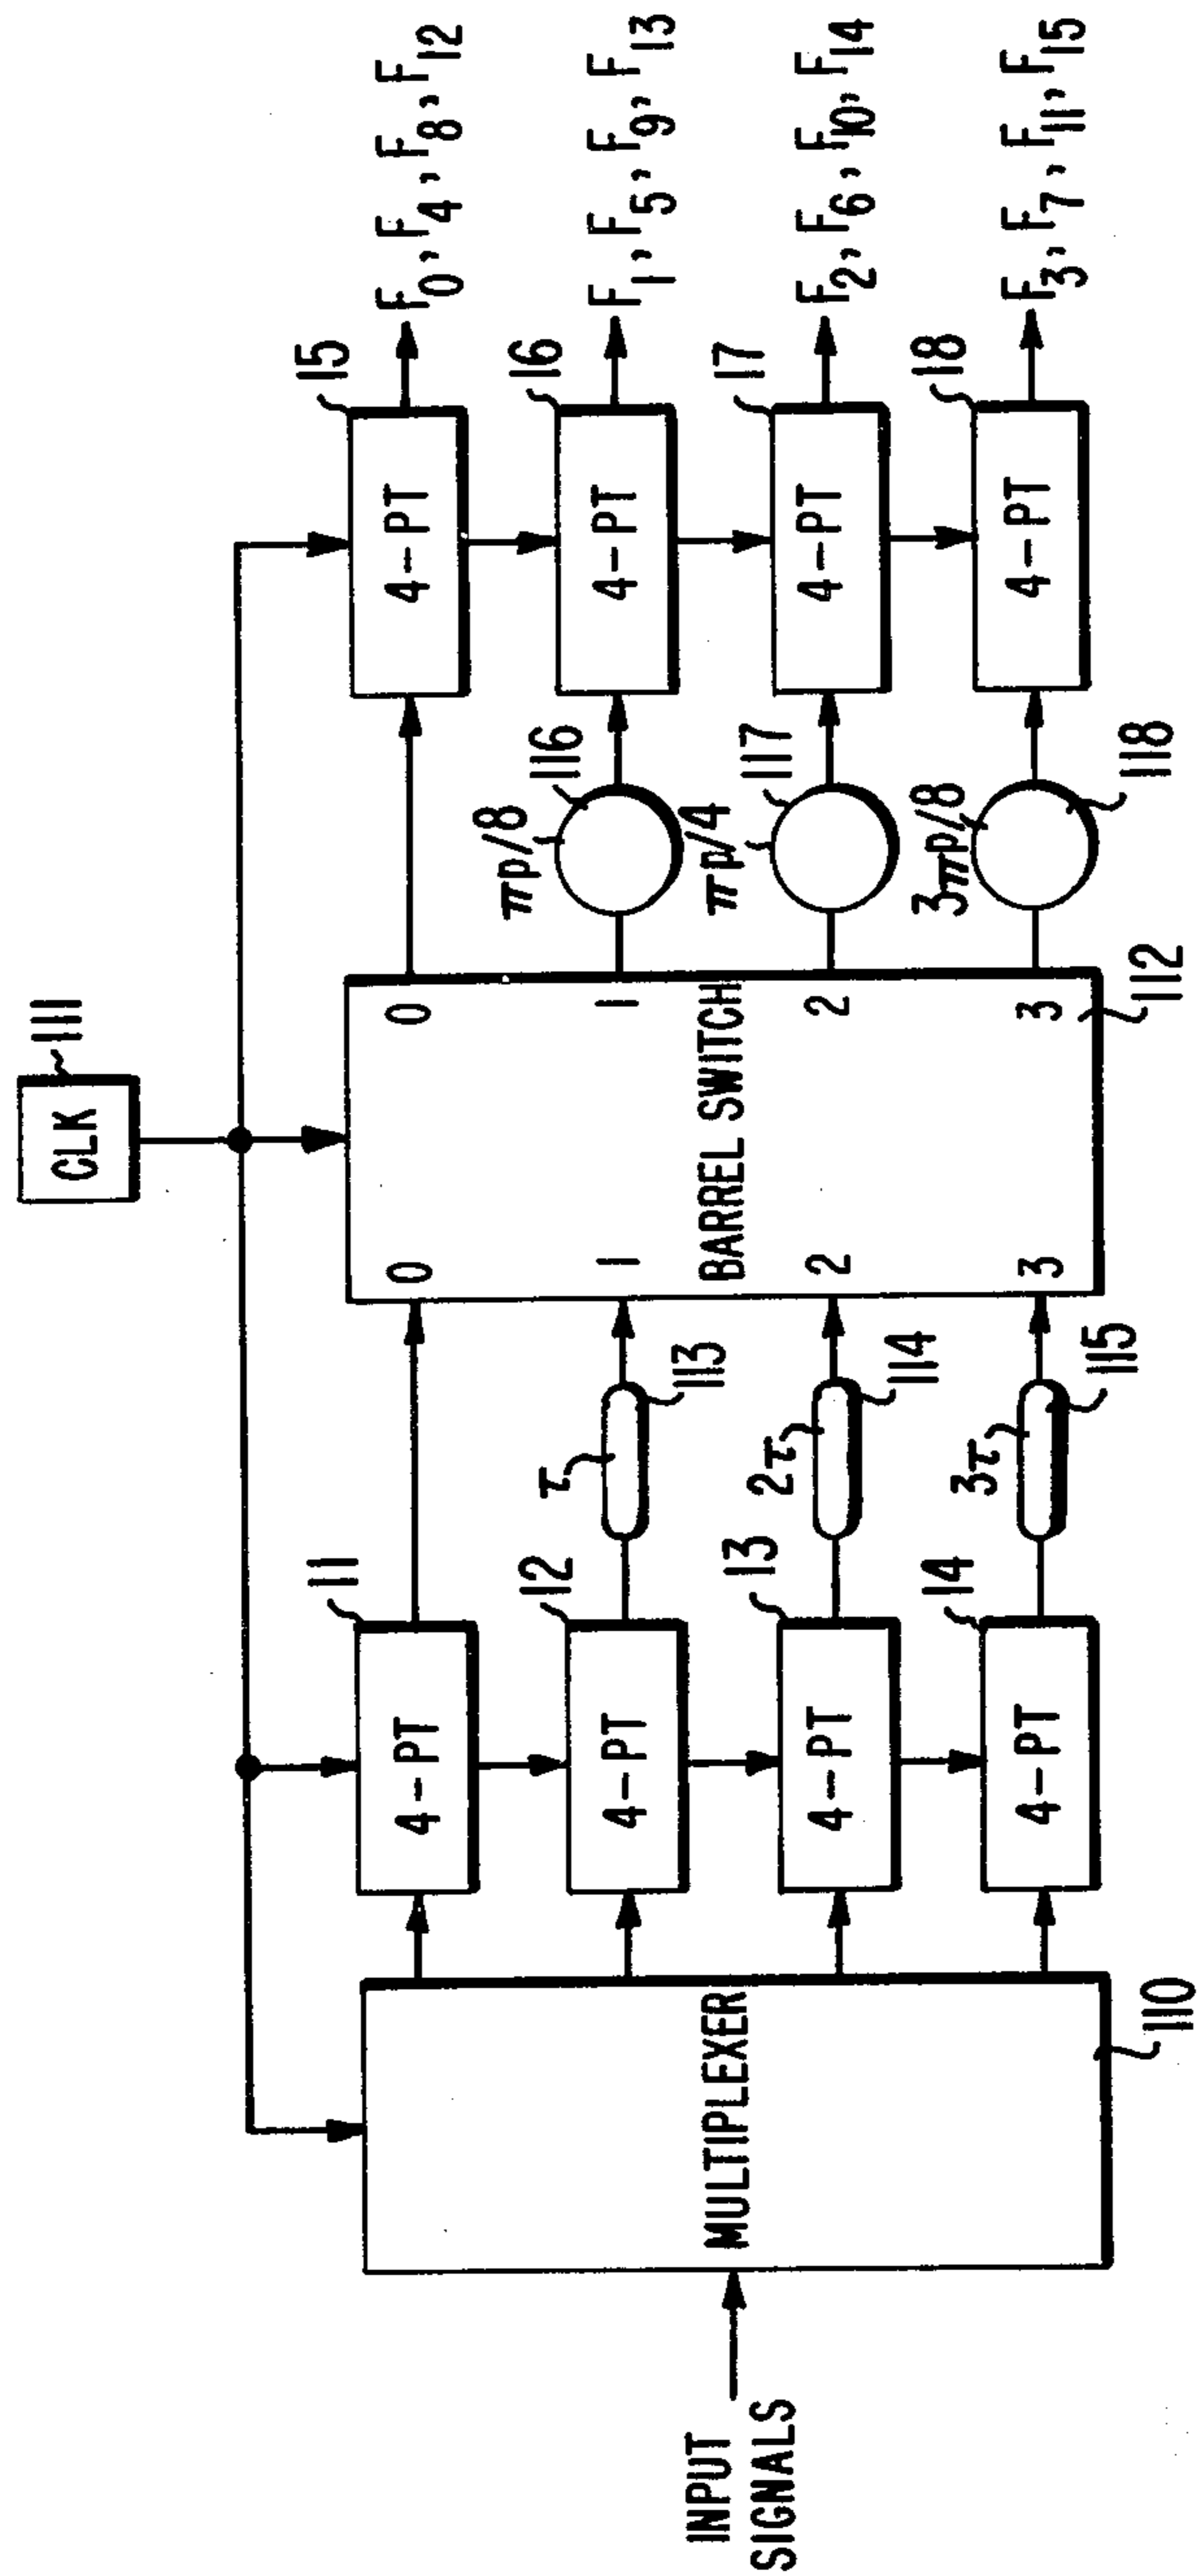 CLK
111
INPUT
SIGNALS
MULTIPLEXER
110
4-PT
11
4-PT
12
4-PT
13
4-PT
14
τ
113
2τ
114
3τ
115
0
1
2
3
BARREL SWITCH
0
1
2
3
112
πp/8
116
πp/4
117
3πp/8
118
4-PT
15
4-PT
16
4-PT
17
4-PT
18
F0, F4, F8, F12
F1, F5, F9, F13
F2, F6, F10, F14
F3, F7, F11, F15